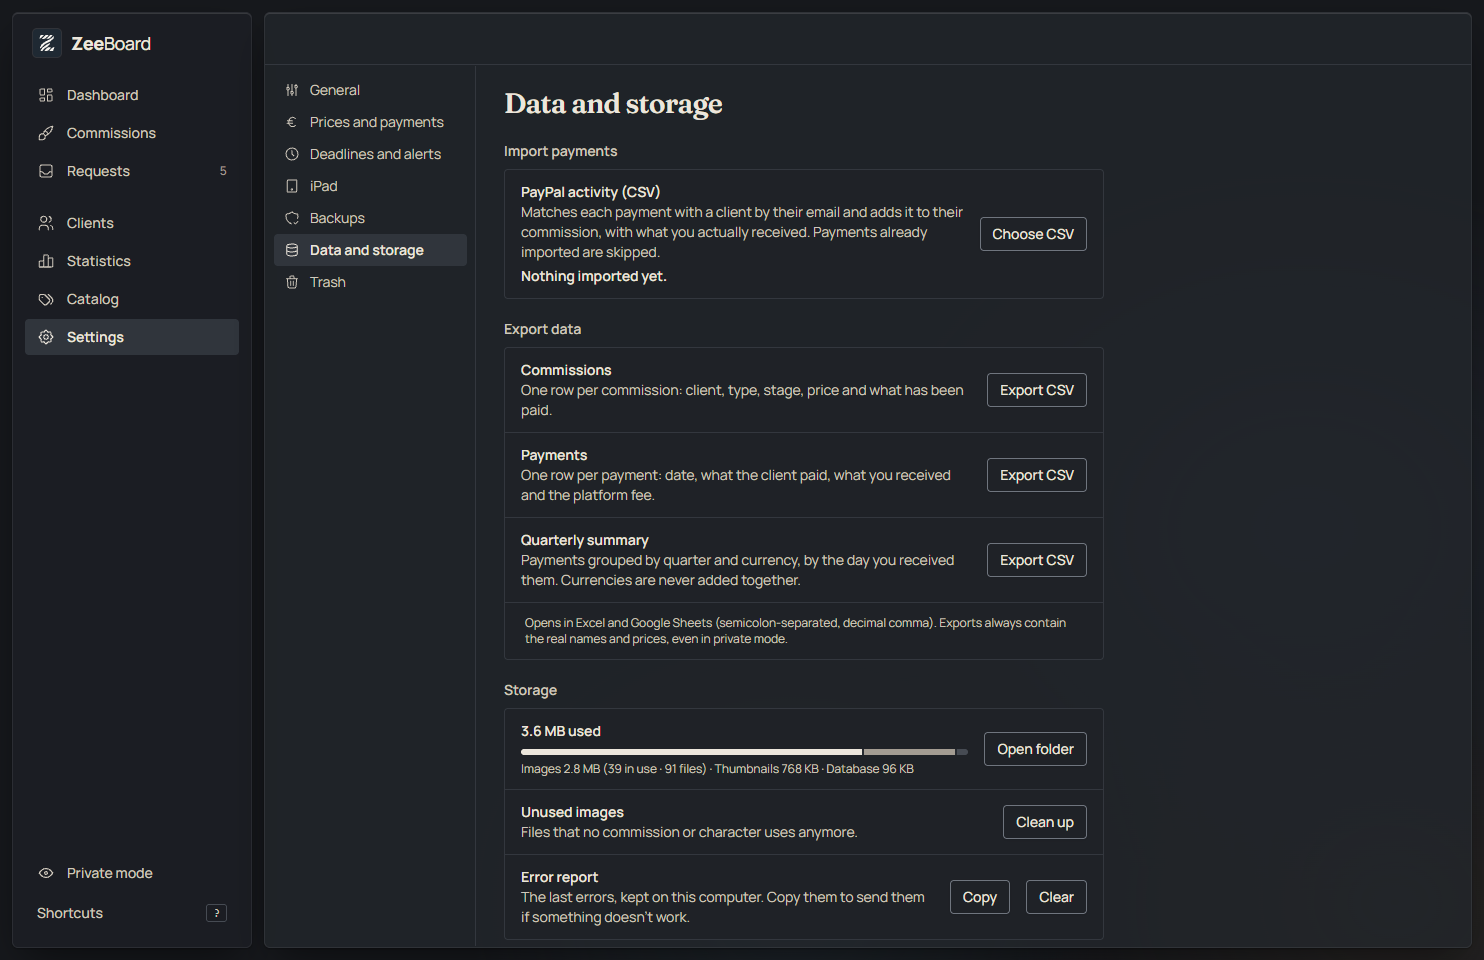 ZeeBoard
Dashboard
Commissions
Requests 5
Clients
Statistics
Catalog
Settings
Private mode
Shortcuts ?
General
Prices and payments
Deadlines and alerts
iPad
Backups
Data and storage
Trash
Data and storage
Import payments
PayPal activity (CSV)
Matches each payment with a client by their email and adds it to their
commission, with what you actually received. Payments already
imported are skipped.
Nothing imported yet.
Choose CSV
Export data
Commissions
One row per commission: client, type, stage, price and what has been
paid.
Export CSV
Payments
One row per payment: date, what the client paid, what you received
and the platform fee.
Export CSV
Quarterly summary
Payments grouped by quarter and currency, by the day you received
them. Currencies are never added together.
Export CSV
Opens in Excel and Google Sheets (semicolon-separated, decimal comma). Exports always contain
the real names and prices, even in private mode.
Storage
3.6 MB used
Images 2.8 MB (39 in use · 91 files) · Thumbnails 768 KB · Database 96 KB
Open folder
Unused images
Files that no commission or character uses anymore.
Clean up
Error report
The last errors, kept on this computer. Copy them to send them
if something doesn't work.
Copy
Clear